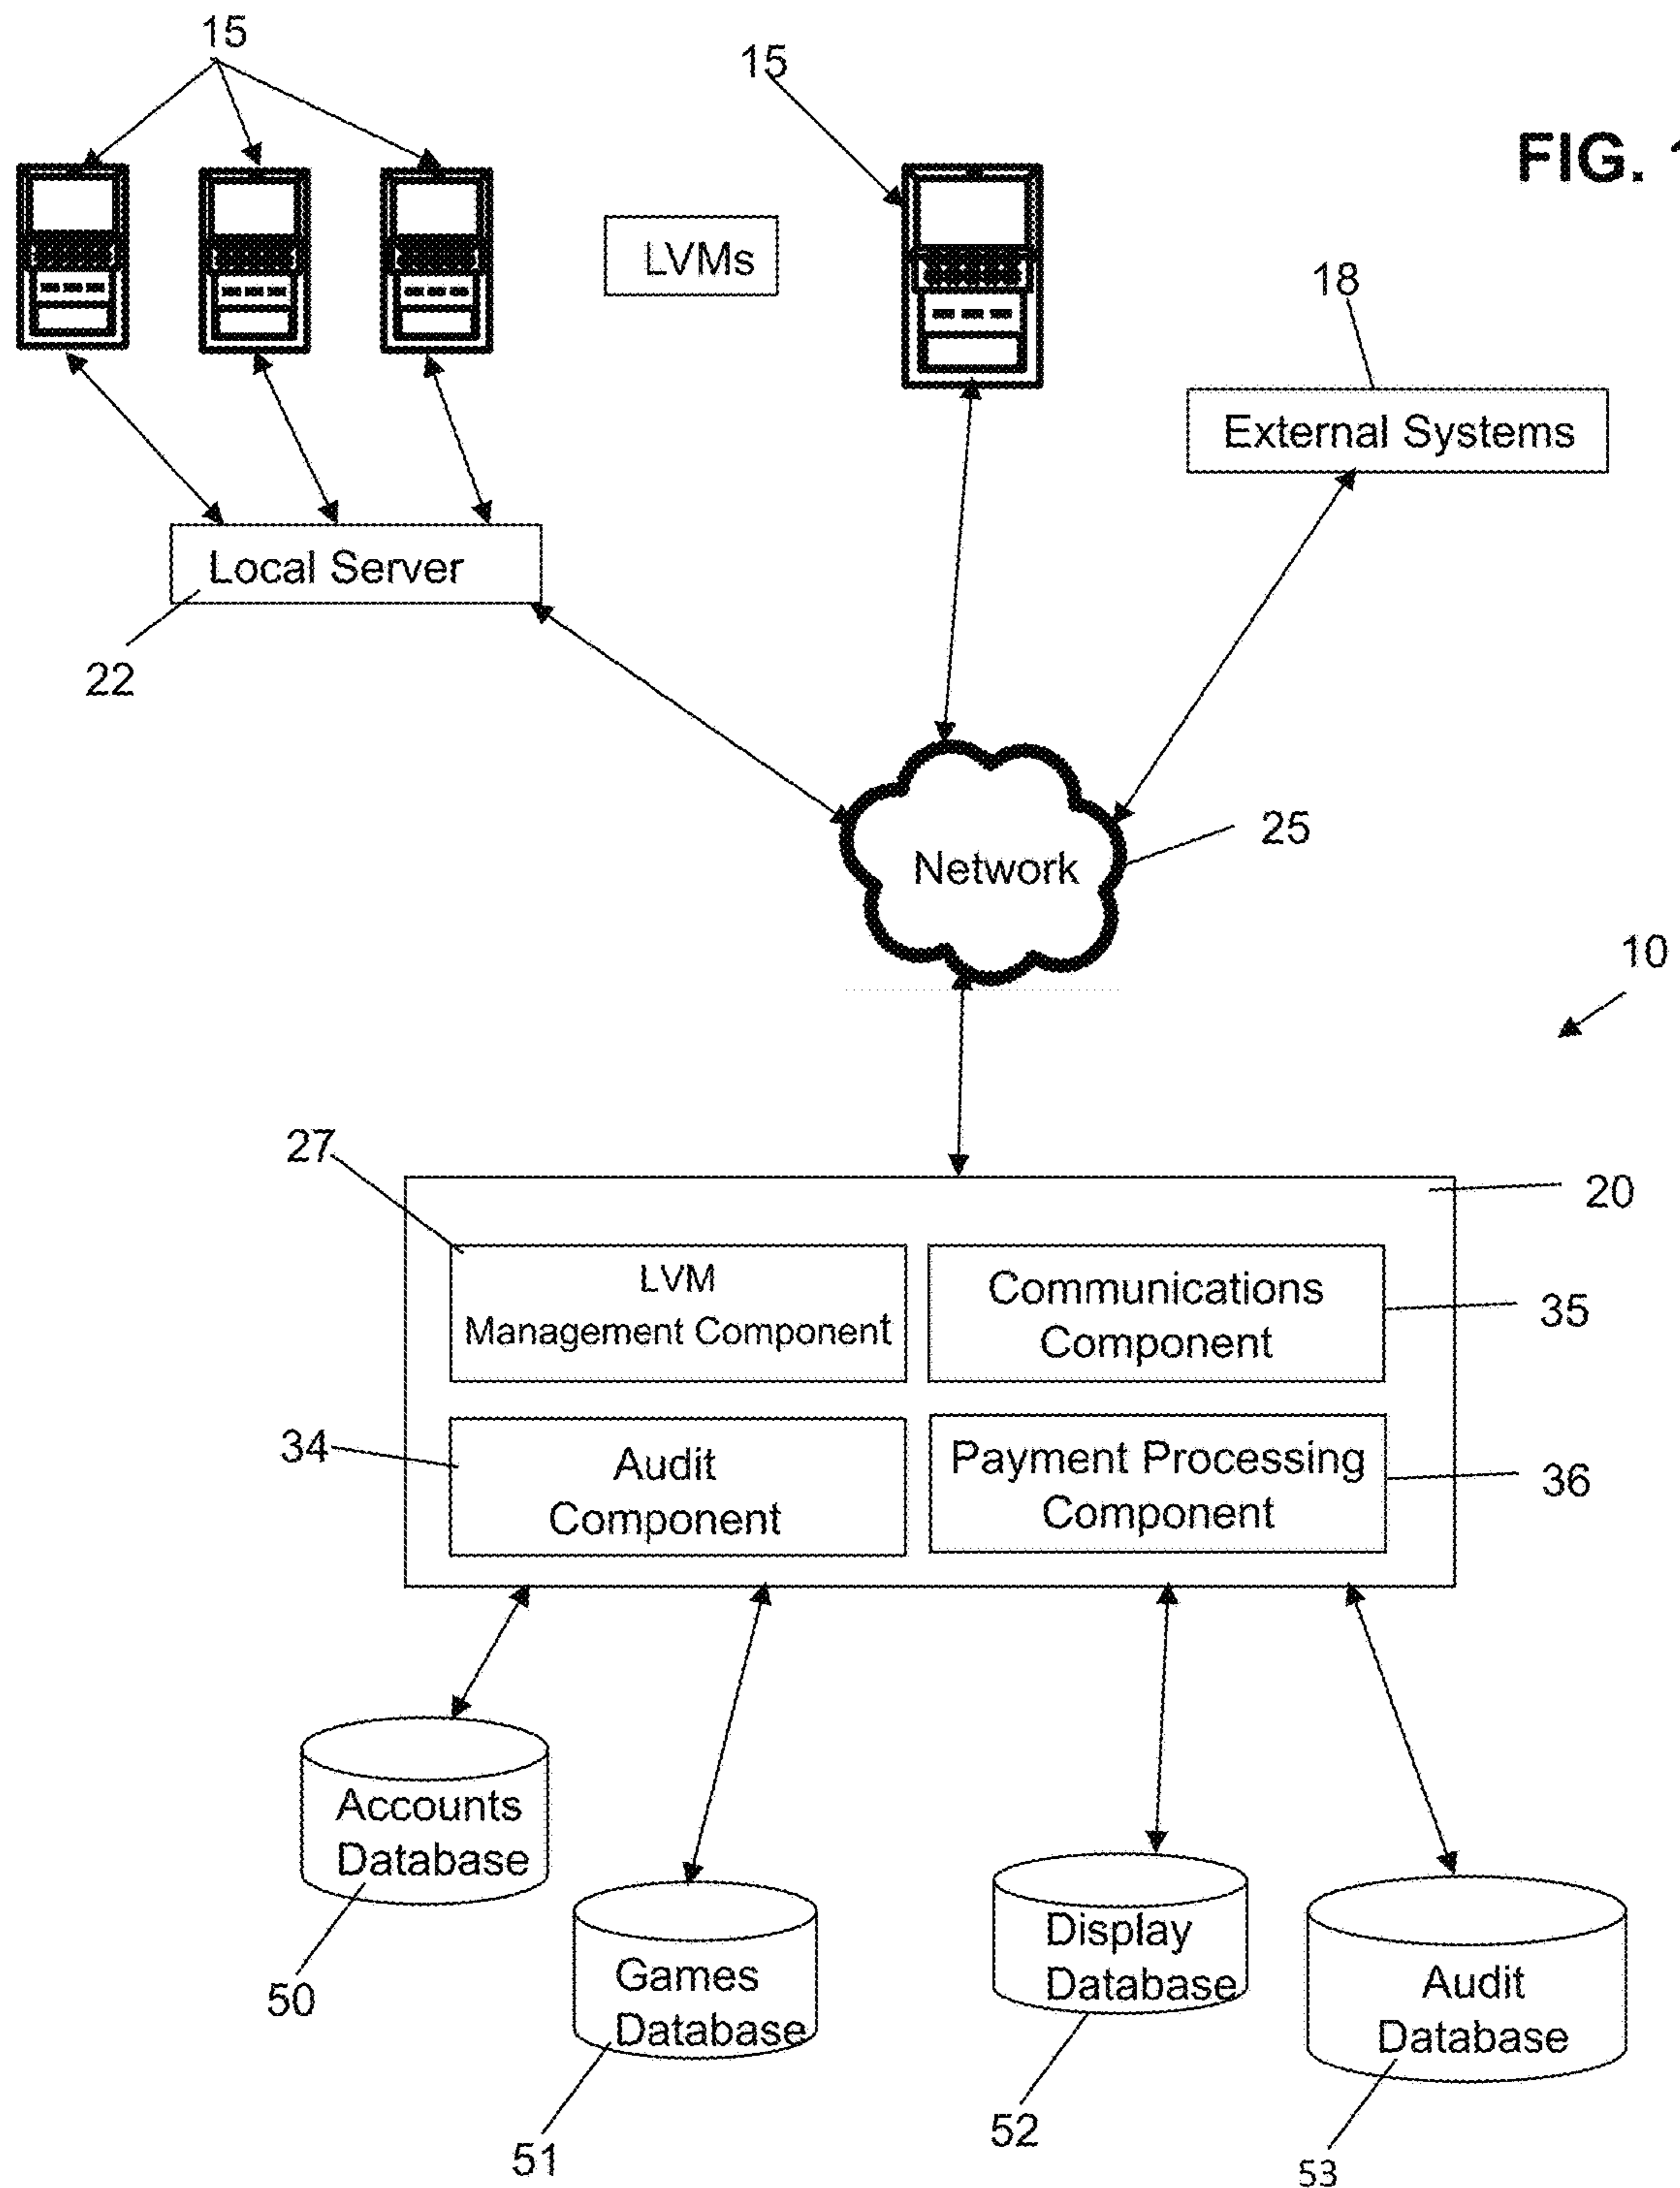 15
15
FIG. 1
LVMs
18
External Systems
Local Server
22
Network
25
10
27
20
LVM
Management Component
Communications
Component
35
34
Audit
Component
Payment Processing
Component
36
Accounts
Database
50
Games
Database
51
Display
Database
52
Audit
Database
53